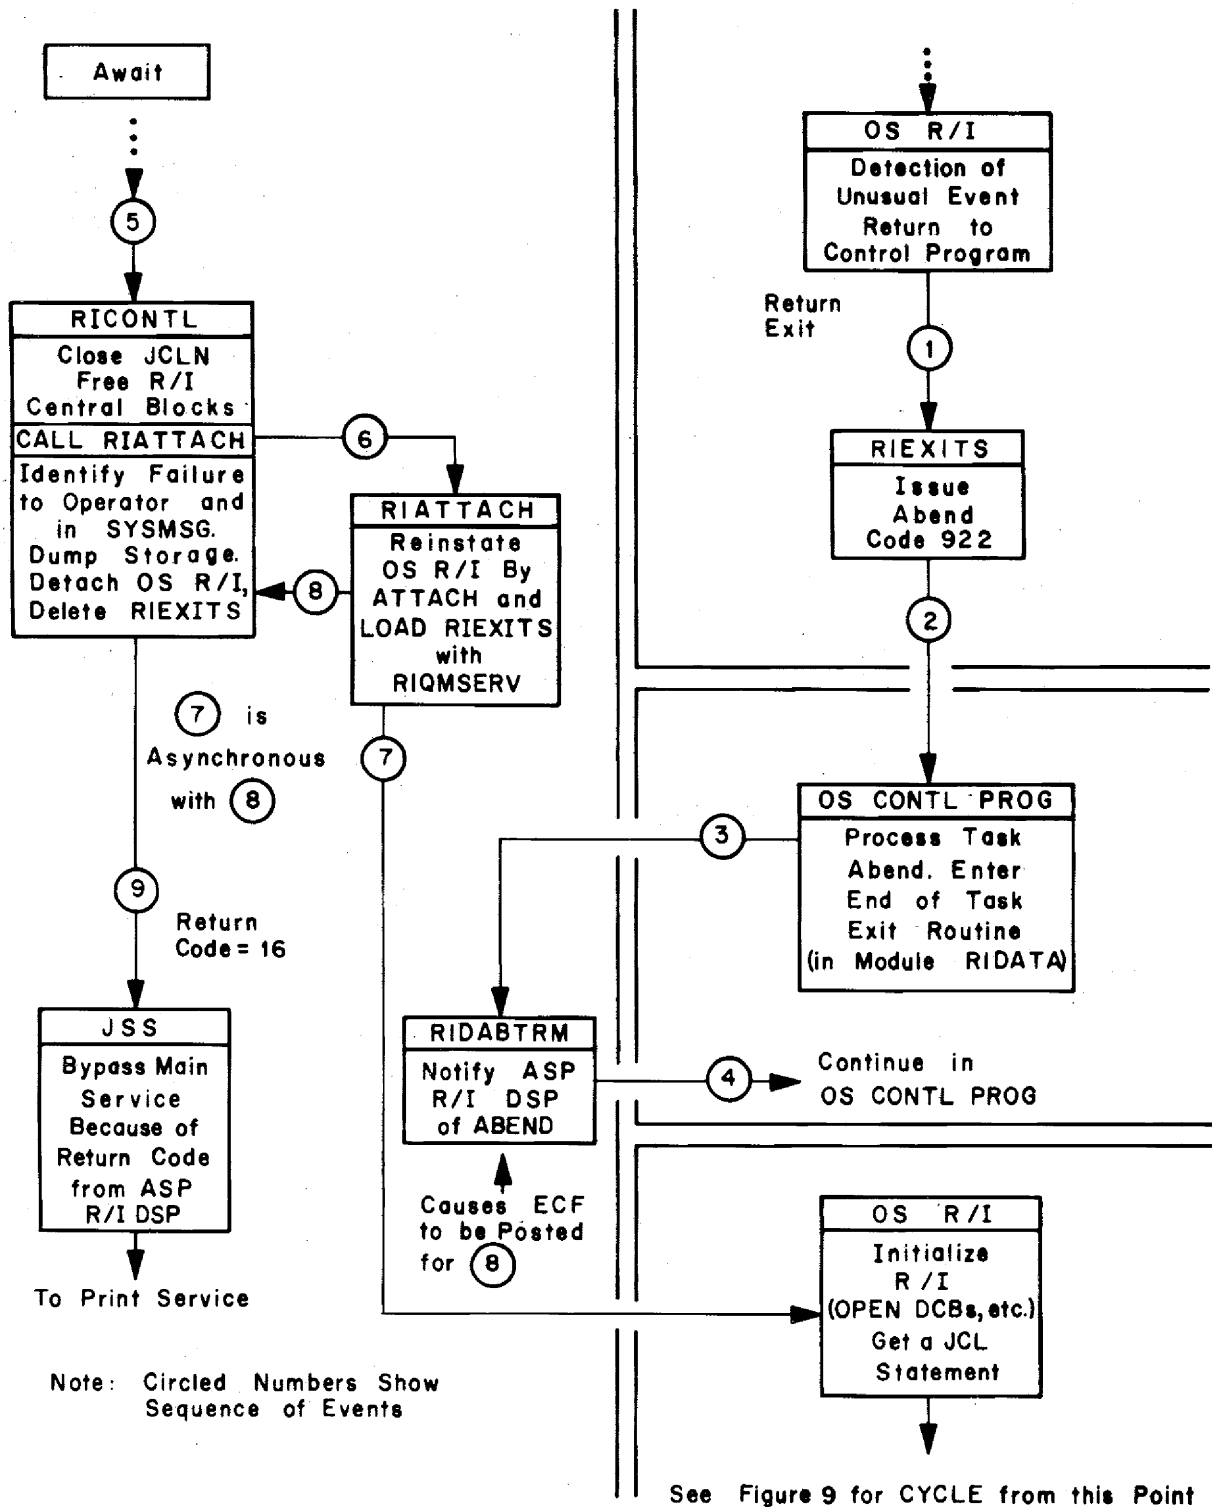 Await
5
RICONTL
Close JCLN
Free R/I
Central Blocks
CALL RIATTACH
Identify Failure
to Operator and
in SYSMSG.
Dump Storage.
Detach OS R/I,
Delete RIEXITS
6
RIATTACH
Reinstate
OS R/I By
ATTACH and
LOAD RIEXITS
with
RIQMSERV
8
7 is
Asynchronous
with 8
7
9
Return
Code = 16
JSS
Bypass Main
Service
Because of
Return Code
from ASP
R/I DSP
To Print Service
Note: Circled Numbers Show
Sequence of Events
OS R/I
Detection of
Unusual Event
Return to
Control Program
Return
Exit
1
RIEXITS
Issue
Abend
Code 922
2
OS CONTL PROG
Process Task
Abend. Enter
End of Task
Exit Routine
(in Module RIDATA)
3
RIDABTRM
Notify ASP
R/I DSP
of ABEND
4
Continue in
OS CONTL PROG
Causes ECF
to be Posted
for 8
OS R/I
Initialize
R/I
(OPEN DCBs, etc.)
Get a JCL
Statement
See Figure 9 for CYCLE from this Point